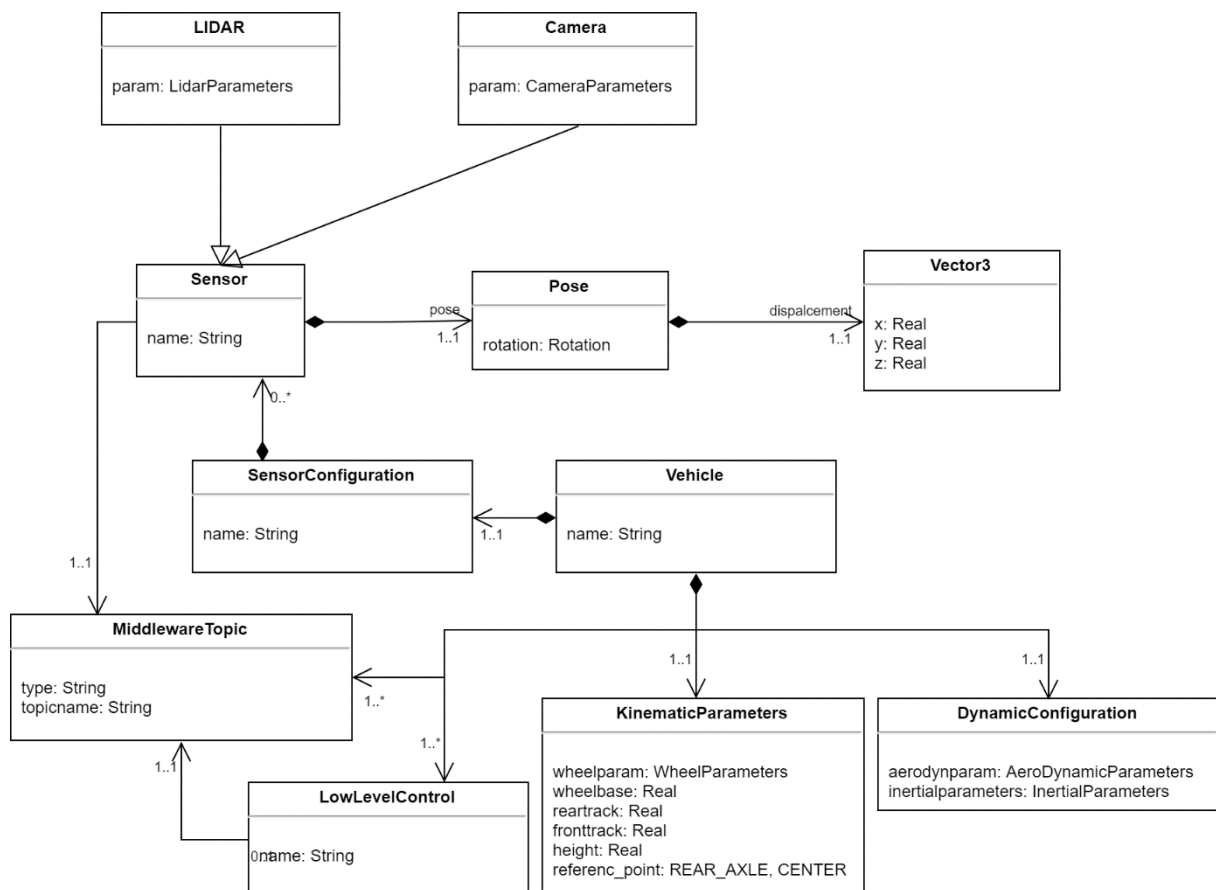 LIDAR
param: LidarParameters
Camera
param: CameraParameters
Sensor
name: String
pose
1..1
Pose
rotation: Rotation
dispalcement
1..1
Vector3
x: Real
y: Real
z: Real
0..*
SensorConfiguration
name: String
1..1
Vehicle
name: String
1..1
MiddlewareTopic
type: String
topicname: String
1..*
1..1
1..*
LowLevelControl
name: String
1..1
KinematicParameters
wheelparam: WheelParameters
wheelbase: Real
reartrack: Real
fronttrack: Real
height: Real
referenc_point: REAR_AXLE, CENTER
1..1
DynamicConfiguration
aerodynparam: AeroDynamicParameters
inertialparameters: InertialParameters